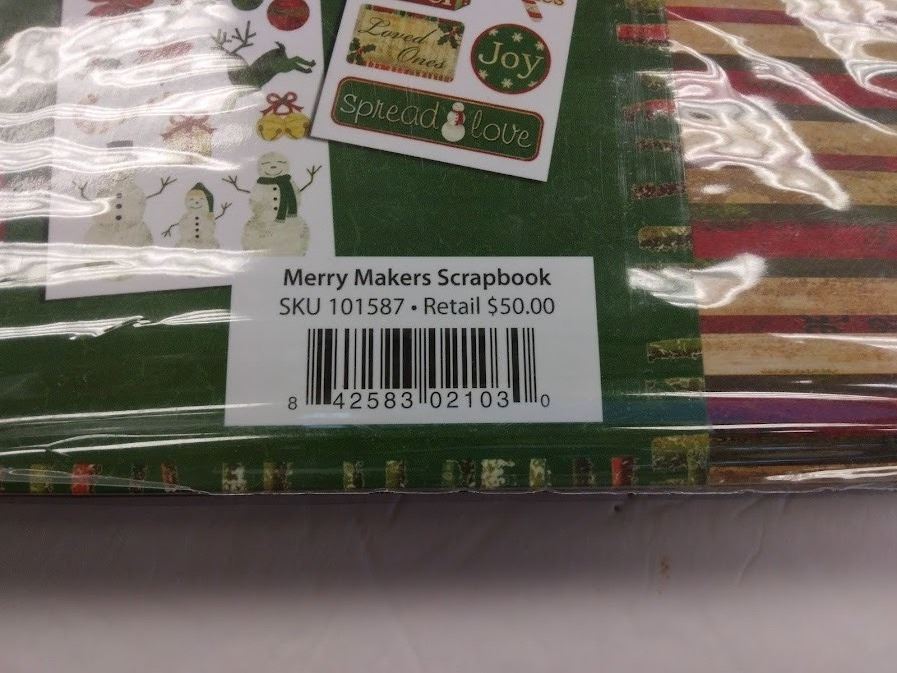 Loved
Ones
Joy
spread love
Merry Makers Scrapbook
SKU 101587 • Retail $50.00
8 42583 02103 0